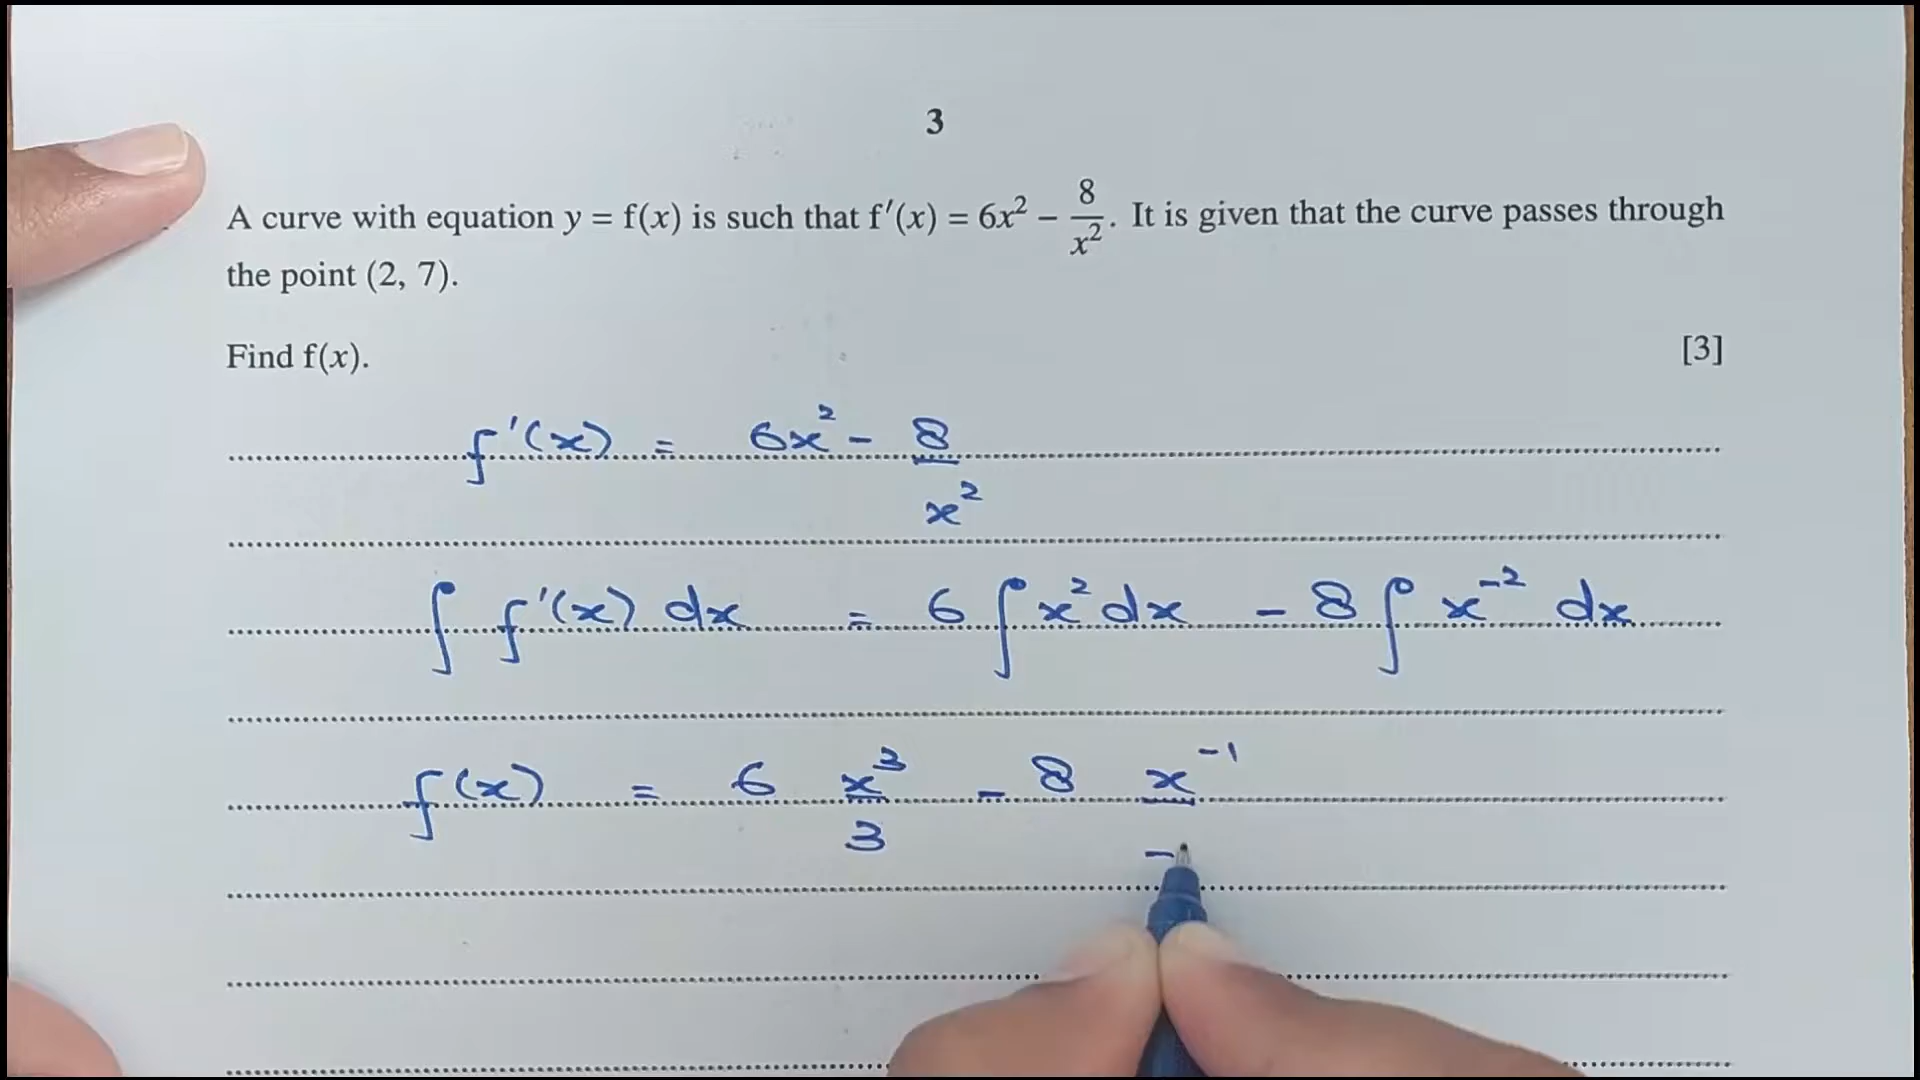 3
A curve with equation y = f(x) is such that f′(x) = 6x² − 8/x². It is given that the curve passes through
the point (2, 7).
Find f(x). [3]
f'(x) = 6x² − 8/x²
∫ f'(x) dx = 6 ∫ x² dx − 8 ∫ x⁻² dx
f(x) = 6 x³/3 − 8 x⁻¹/−